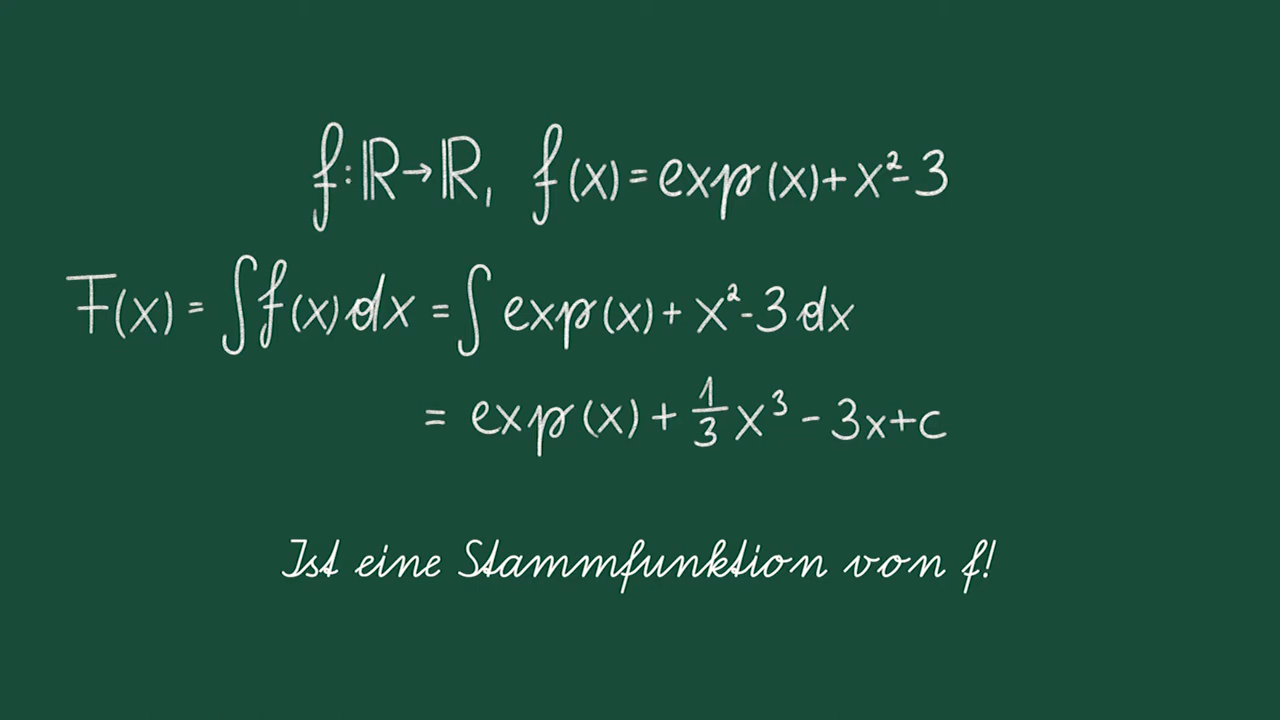 f: ℝ → ℝ, f(x) = exp(x) + x² - 3
F(x) = ∫ f(x) dx = ∫ exp(x) + x² - 3 dx
= exp(x) + 1/3 x³ - 3x + c
Ist eine Stammfunktion von f!